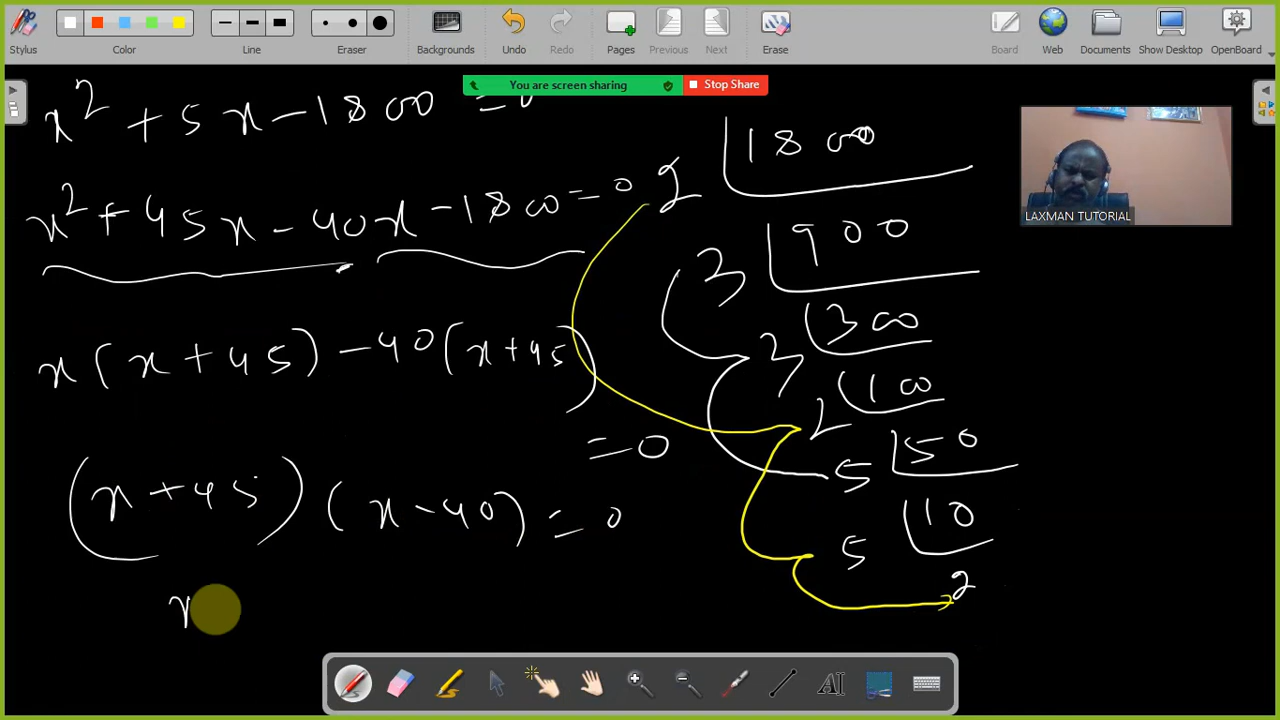 Stylus Color Line Eraser Backgrounds Undo Redo Pages Previous Next Erase Board Web Documents Show Desktop OpenBoard
You are screen sharing Stop Share
x² + 5x - 1800 = 0
x² + 45x - 40x - 1800 = 0
x(x + 45) - 40(x + 45)
= 0
(x + 45)(x - 40) = 0
x
2 1800
3 900
3 300
2 100
5 50
5 10
2
LAXMAN TUTORIAL